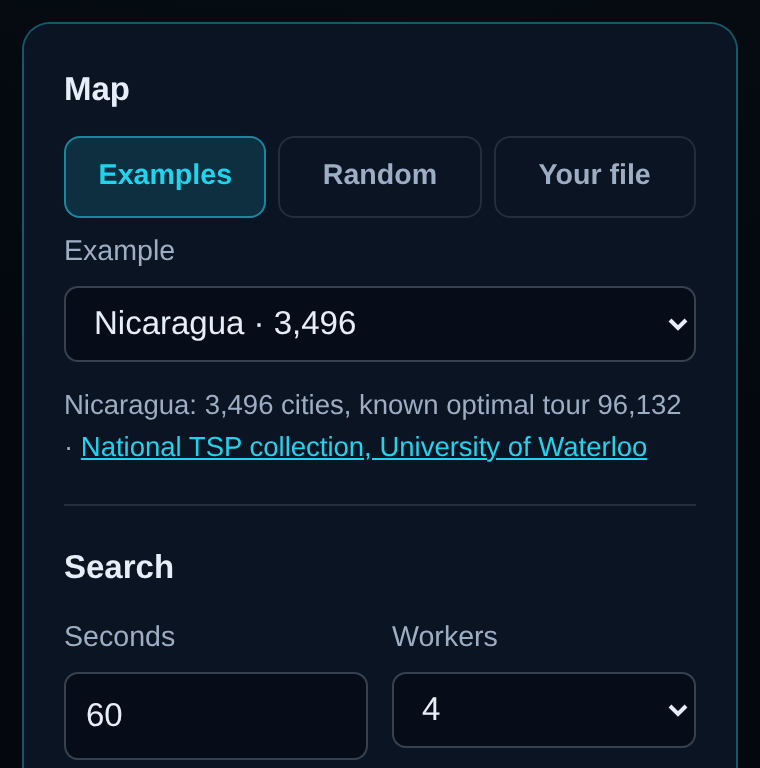 Map
Examples Random Your file
Example
Nicaragua · 3,496
Nicaragua: 3,496 cities, known optimal tour 96,132
· National TSP collection, University of Waterloo
Search
Seconds Workers
60 4